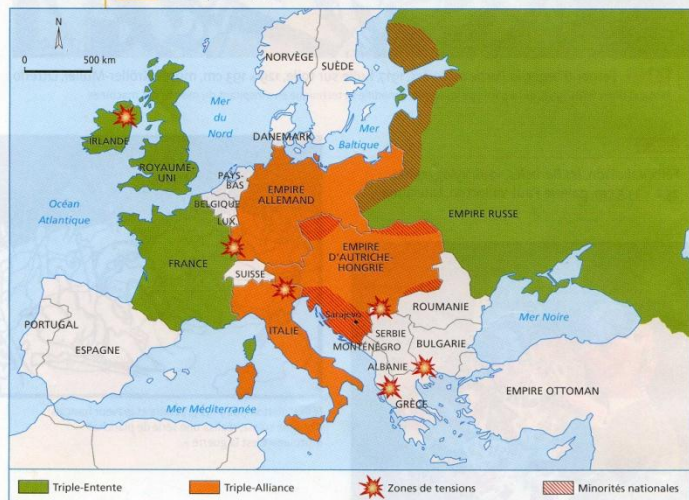 N
0 500 km
NORVÈGE
SUÈDE
Mer
du
Nord
DANEMARK
Mer
Baltique
IRLANDE
ROYAUME-
UNI
PAYS-
BAS
BELGIQUE
LUX.
EMPIRE
ALLEMAND
EMPIRE RUSSE
Océan
Atlantique
FRANCE
SUISSE
EMPIRE
D'AUTRICHE-
HONGRIE
ITALIE
Sarajevo
ROUMANIE
SERBIE
MONTÉNÉGRO
BULGARIE
ALBANIE
GRÈCE
Mer Noire
PORTUGAL
ESPAGNE
EMPIRE OTTOMAN
Mer Méditerranée
Triple-Entente
Triple-Alliance
Zones de tensions
Minorités nationales